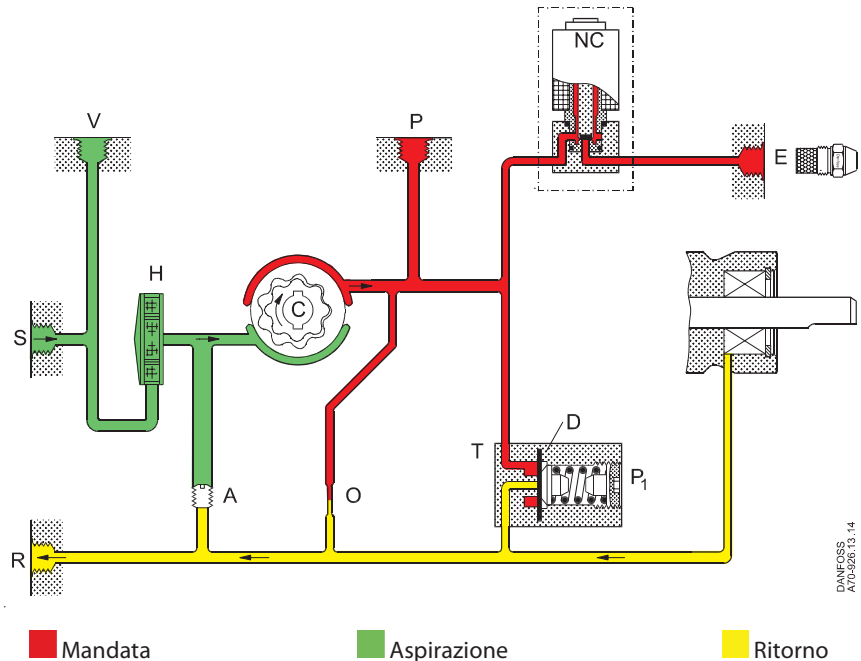 NC
V
P
E
H
C
S
D
T
P1
A
O
R
DANFOSS
A70-926.13.14
Mandata
Aspirazione
Ritorno